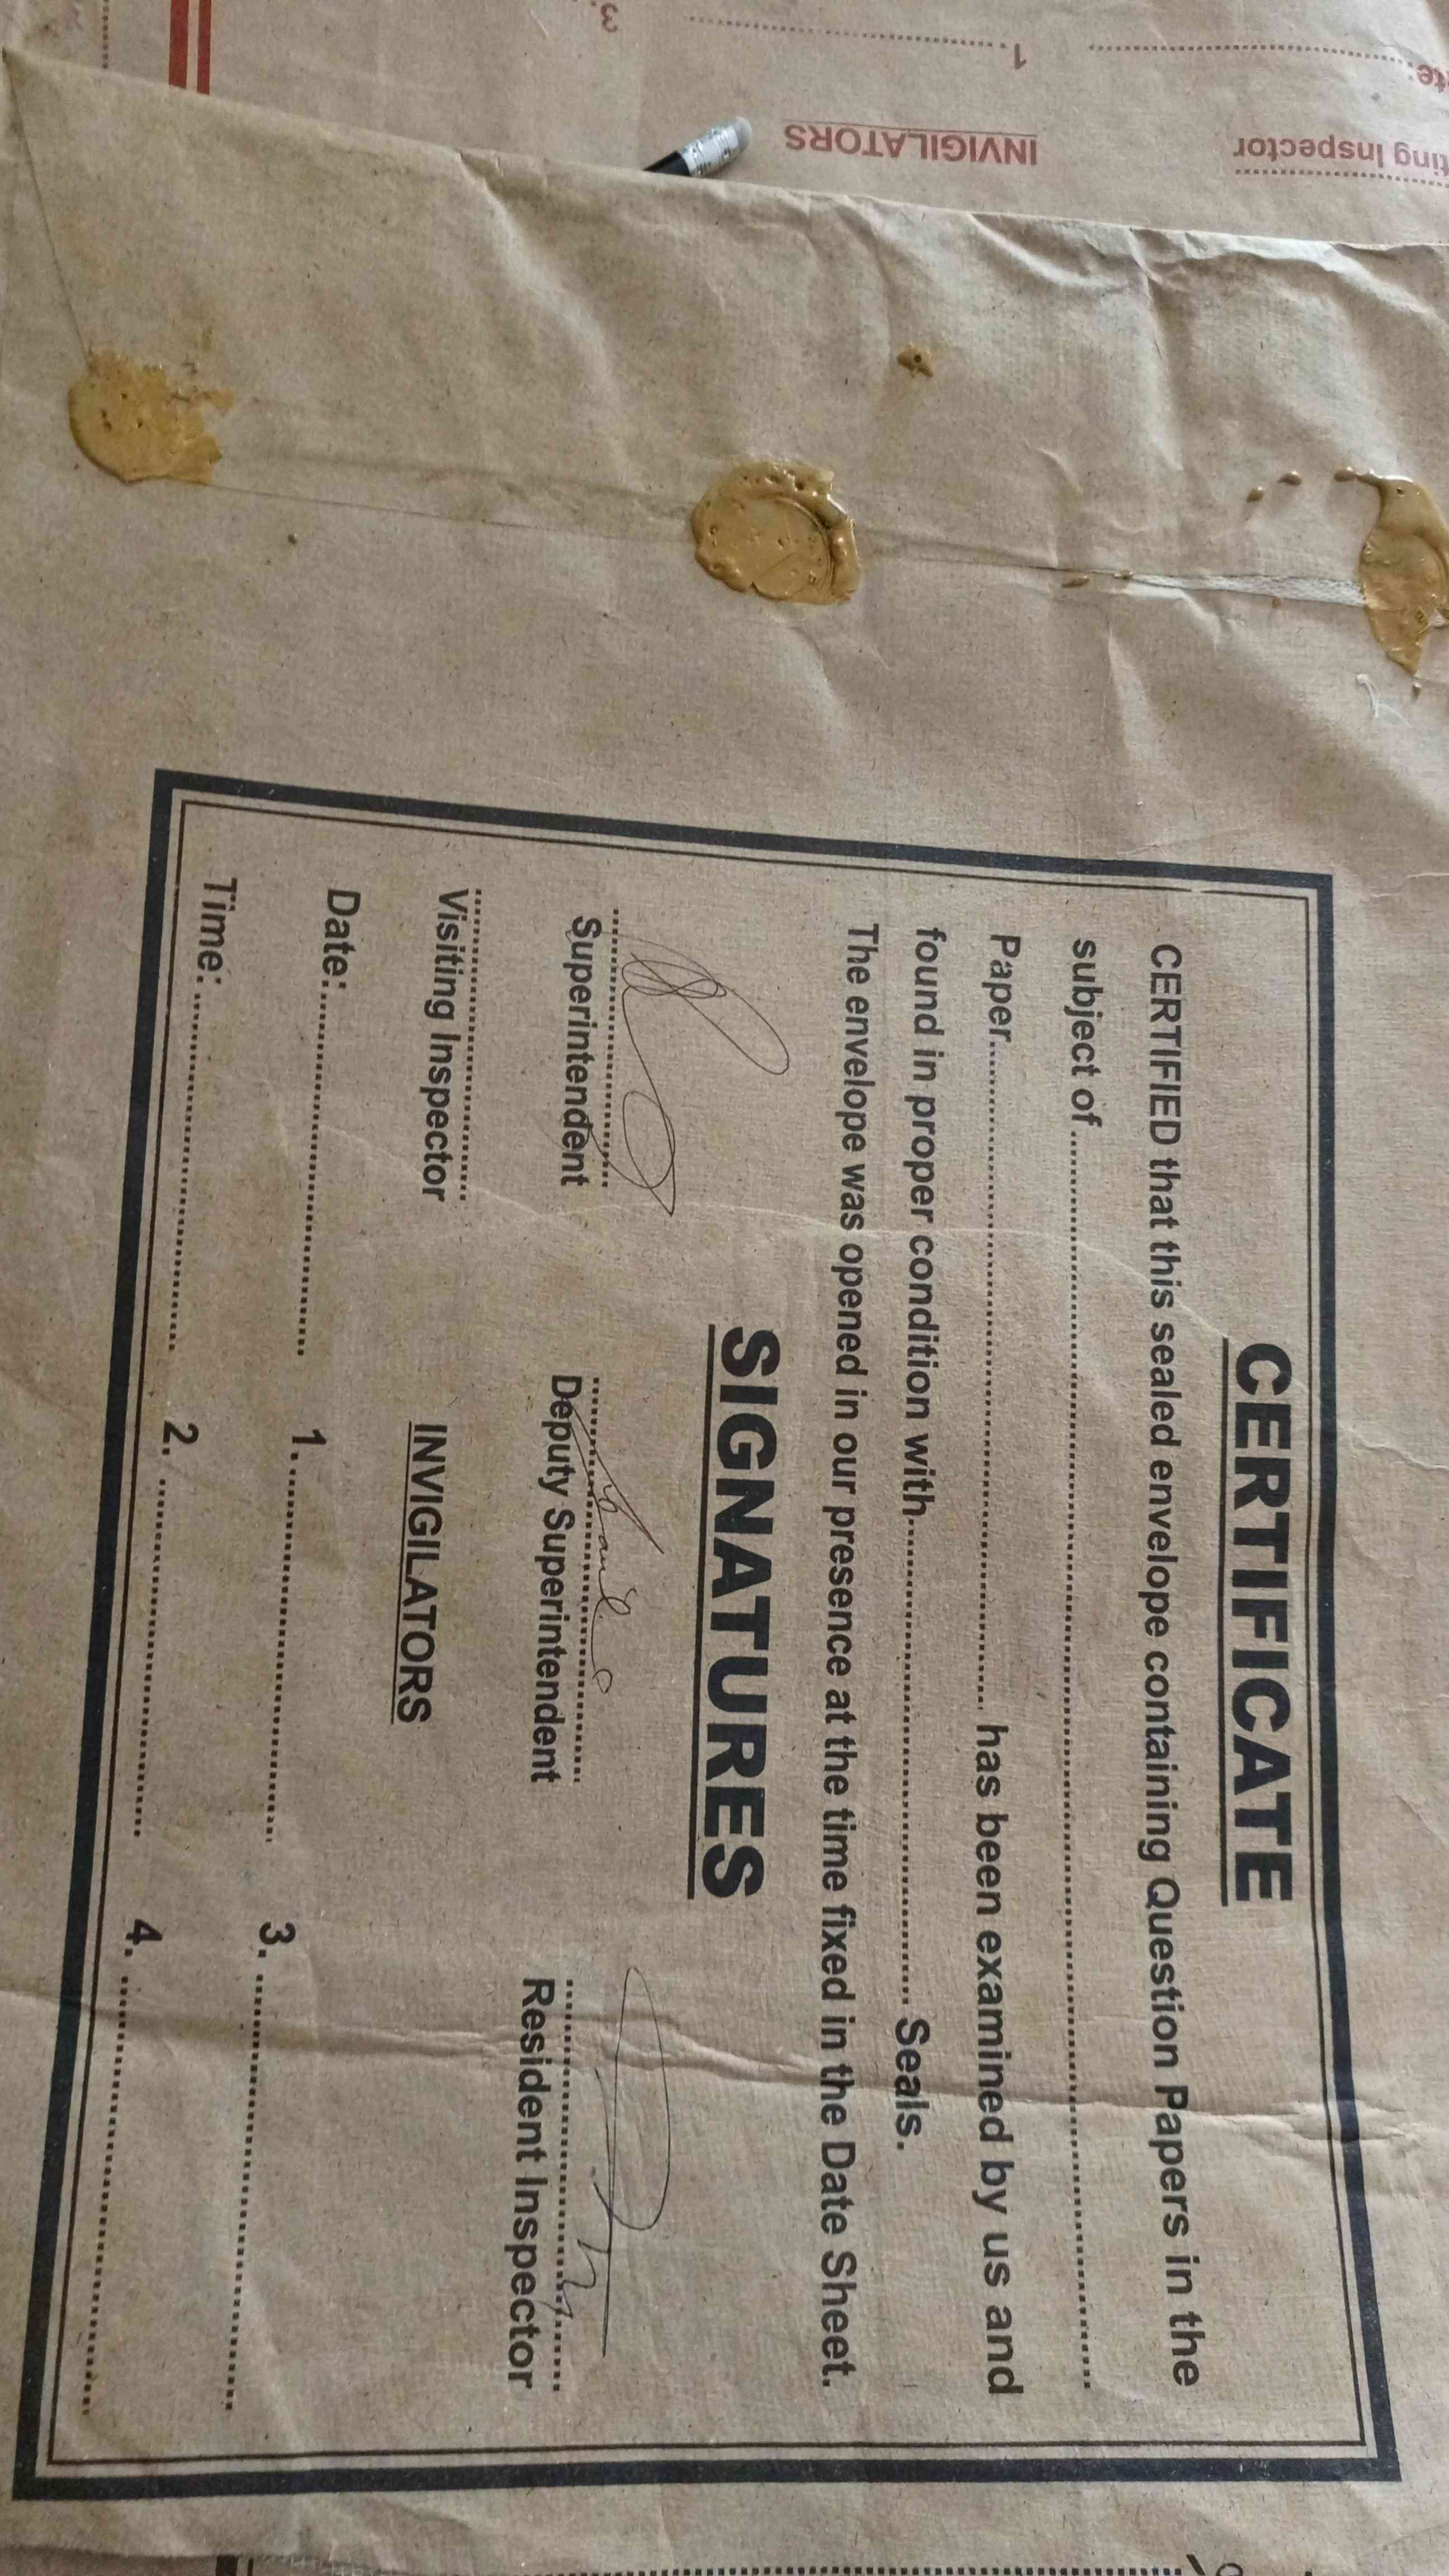 CERTIFICATE
CERTIFIED that this sealed envelope containing Question Papers in the
subject of..............................
Paper.............................. has been examined by us and
found in proper condition with.............................. Seals.
The envelope was opened in our presence at the time fixed in the Date Sheet.
SIGNATURES
Superintendent Deputy Superintendent Resident Inspector
Visiting Inspector INVIGILATORS
Date:.............................. 1.............................. 3. ..............................
Time: .............................. 2. .............................. 4. ..............................
ting Inspector INVIGILATORS
te: .............................. 1. .............................. 3.